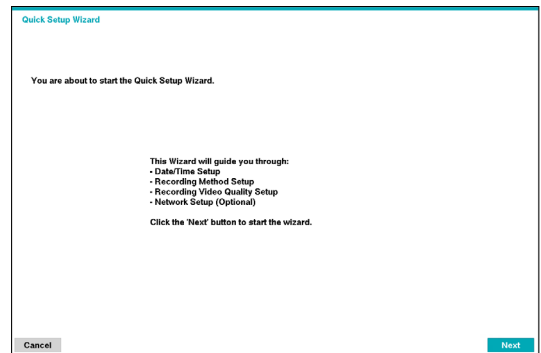 Quick Setup Wizard
You are about to start the Quick Setup Wizard.
This Wizard will guide you through:
- Date/Time Setup
- Recording Method Setup
- Recording Video Quality Setup
- Network Setup (Optional)
Click the 'Next' button to start the wizard.
Cancel
Next